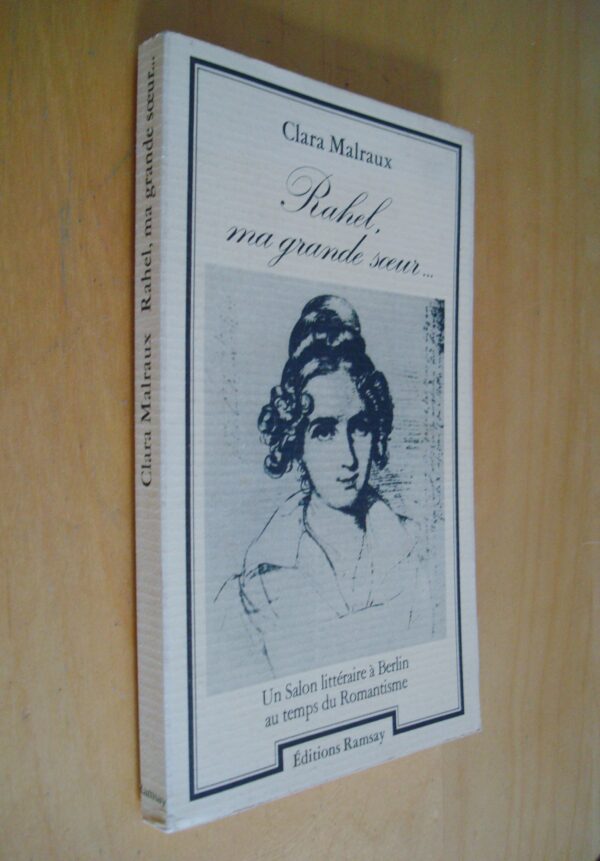 Clara Malraux Rahel, ma grande sœur...
Ramsay
Clara Malraux
Rahel,
ma grande sœur...
Un Salon littéraire à Berlin
au temps du Romantisme
Éditions Ramsay